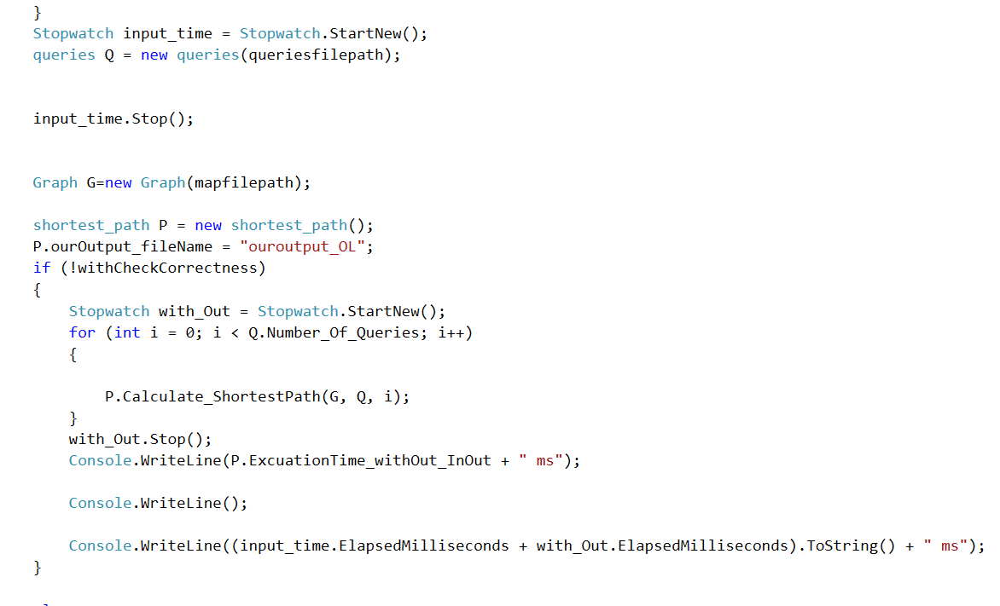 }
Stopwatch input_time = Stopwatch.StartNew();
queries Q = new queries(queriesfilepath);
input_time.Stop();
Graph G=new Graph(mapfilepath);
shortest_path P = new shortest_path();
P.ourOutput_fileName = "ouroutput_OL";
if (!withCheckCorrectness)
{
    Stopwatch with_Out = Stopwatch.StartNew();
    for (int i = 0; i < Q.Number_Of_Queries; i++)
    {
        P.Calculate_ShortestPath(G, Q, i);
    }
    with_Out.Stop();
    Console.WriteLine(P.ExcuationTime_withOut_InOut + " ms");
    Console.WriteLine();
    Console.WriteLine((input_time.ElapsedMilliseconds + with_Out.ElapsedMilliseconds).ToString() + " ms");
}